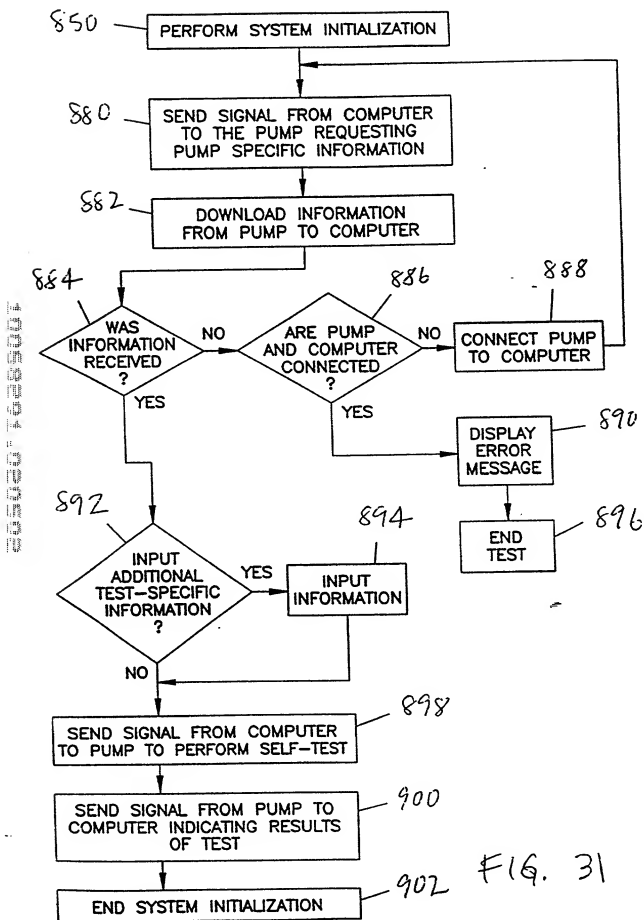 850
PERFORM SYSTEM INITIALIZATION
880
SEND SIGNAL FROM COMPUTER
TO THE PUMP REQUESTING
PUMP SPECIFIC INFORMATION
882
DOWNLOAD INFORMATION
FROM PUMP TO COMPUTER
884
WAS
INFORMATION
RECEIVED
?
NO
YES
886
ARE PUMP
AND COMPUTER
CONNECTED
?
NO
YES
888
CONNECT PUMP
TO COMPUTER
890
DISPLAY
ERROR
MESSAGE
896
END
TEST
892
INPUT
ADDITIONAL
TEST-SPECIFIC
INFORMATION
?
YES
NO
894
INPUT
INFORMATION
898
SEND SIGNAL FROM COMPUTER
TO PUMP TO PERFORM SELF-TEST
900
SEND SIGNAL FROM PUMP TO
COMPUTER INDICATING RESULTS
OF TEST
902
END SYSTEM INITIALIZATION
FIG. 31